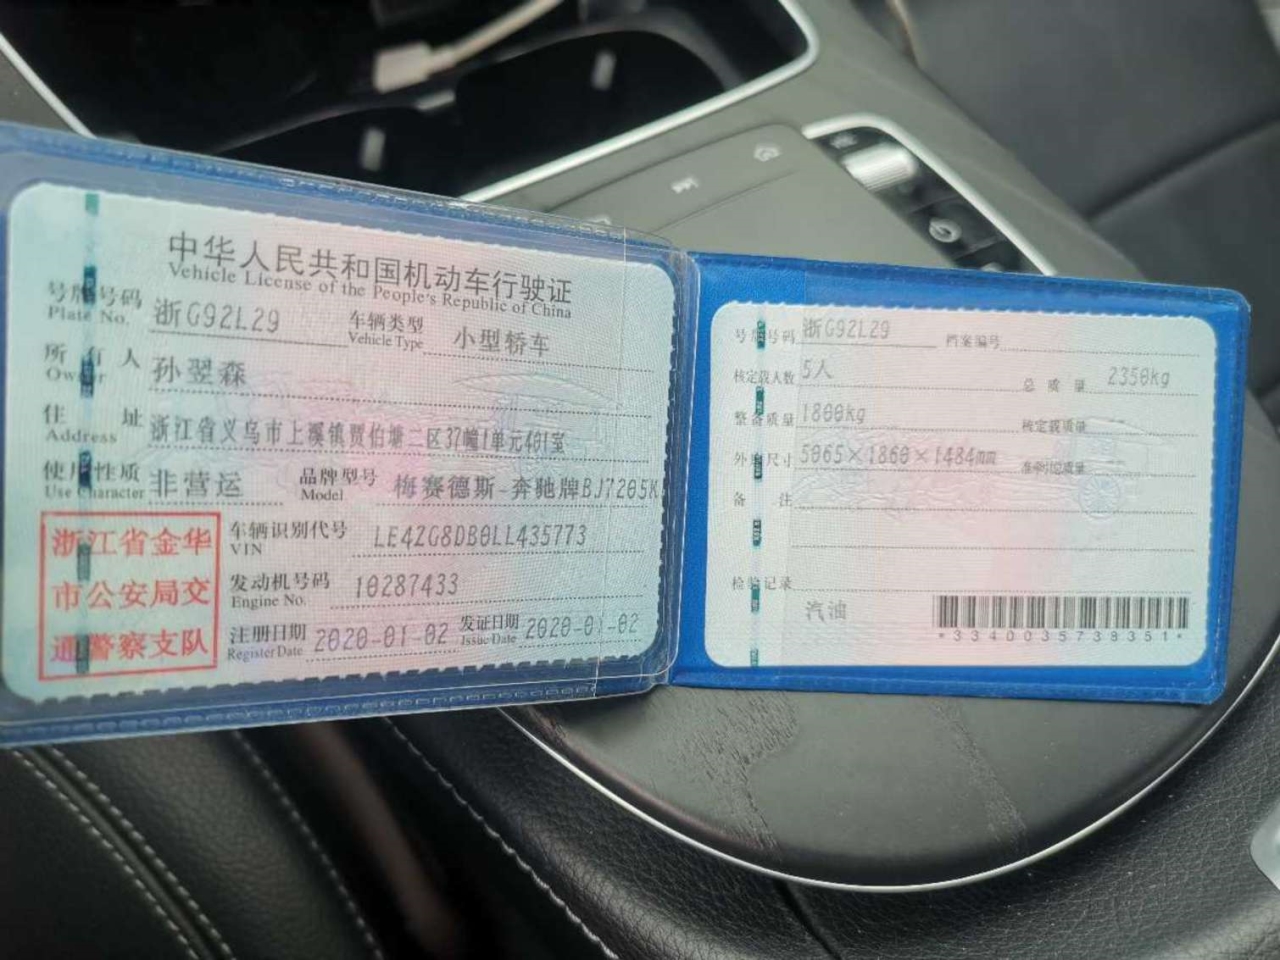 中华人民共和国机动车行驶证
Vehicle License of the People's Republic of China
号牌号码 浙G92L29 车辆类型 小型轿车
Plate No. Vehicle Type
所有人 孙翌森
Owner
住址 浙江省义乌市上溪镇贾伯塘二区37幢1单元401室
Address
使用性质 非营运 品牌型号 梅赛德斯-奔驰牌BJ7205K
Use Character Model
浙江省金华
市公安局交
通警察支队
车辆识别代号 LE42G8DB0LL435773
VIN
发动机号码 10287433
Engine No.
注册日期 2020-01-02 发证日期 2020-01-02
Register Date Issue Date
号牌号码 浙G92L29 档案编号
核定载人数 5人 总质量 2350kg
整备质量 1800kg 核定载质量
外廓尺寸 5065×1860×1484mm 准牵引总质量
备注
检验记录
汽油
*3340035738351*